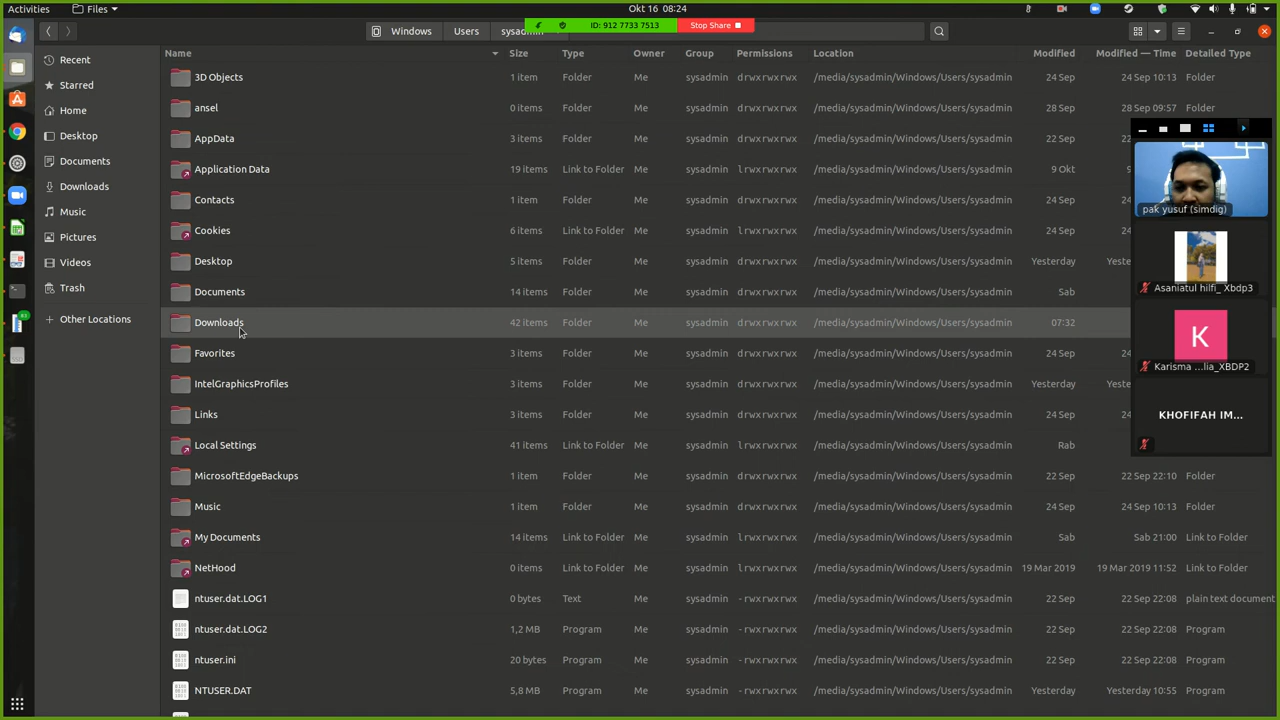 Activities Files Okt 16 08:24
ID: 912 7733 7513 Stop Share
Windows Users
Name Size Type Owner Group Permissions Location Modified Modified — Time Detailed Type
Recent
Starred
Home
Desktop
Documents
Downloads
Music
Pictures
Videos
Trash
Other Locations
3D Objects 1 item Folder Me sysadmin drwxrwxrwx /media/sysadmin/Windows/Users/sysadmin 24 Sep 24 Sep 10:13 Folder
ansel 0 items Folder Me sysadmin drwxrwxrwx /media/sysadmin/Windows/Users/sysadmin 28 Sep 28 Sep 09:57 Folder
AppData 3 items Folder Me sysadmin drwxrwxrwx /media/sysadmin/Windows/Users/sysadmin 22 Sep
Application Data 19 items Link to Folder Me sysadmin lrwxrwxrwx /media/sysadmin/Windows/Users/sysadmin 9 Okt
Contacts 1 item Folder Me sysadmin drwxrwxrwx /media/sysadmin/Windows/Users/sysadmin 24 Sep
Cookies 6 items Link to Folder Me sysadmin lrwxrwxrwx /media/sysadmin/Windows/Users/sysadmin 24 Sep
Desktop 5 items Folder Me sysadmin drwxrwxrwx /media/sysadmin/Windows/Users/sysadmin Yesterday
Documents 14 items Folder Me sysadmin drwxrwxrwx /media/sysadmin/Windows/Users/sysadmin Sab
Downloads 42 items Folder Me sysadmin drwxrwxrwx /media/sysadmin/Windows/Users/sysadmin 07:32
Favorites 3 items Folder Me sysadmin drwxrwxrwx /media/sysadmin/Windows/Users/sysadmin 24 Sep
IntelGraphicsProfiles 3 items Folder Me sysadmin drwxrwxrwx /media/sysadmin/Windows/Users/sysadmin Yesterday
Links 3 items Folder Me sysadmin drwxrwxrwx /media/sysadmin/Windows/Users/sysadmin 24 Sep
Local Settings 41 items Link to Folder Me sysadmin lrwxrwxrwx /media/sysadmin/Windows/Users/sysadmin Rab
MicrosoftEdgeBackups 1 item Folder Me sysadmin drwxrwxrwx /media/sysadmin/Windows/Users/sysadmin 22 Sep 22 Sep 22:10 Folder
Music 1 item Folder Me sysadmin drwxrwxrwx /media/sysadmin/Windows/Users/sysadmin 24 Sep 24 Sep 10:13 Folder
My Documents 14 items Link to Folder Me sysadmin lrwxrwxrwx /media/sysadmin/Windows/Users/sysadmin Sab Sab 21:00 Link to Folder
NetHood 0 items Link to Folder Me sysadmin lrwxrwxrwx /media/sysadmin/Windows/Users/sysadmin 19 Mar 2019 19 Mar 2019 11:52 Link to Folder
ntuser.dat.LOG1 0 bytes Text Me sysadmin -rwxrwxrwx /media/sysadmin/Windows/Users/sysadmin 22 Sep 22 Sep 22:08 plain text document
ntuser.dat.LOG2 1,2 MB Program Me sysadmin -rwxrwxrwx /media/sysadmin/Windows/Users/sysadmin 22 Sep 22 Sep 22:08 Program
ntuser.ini 20 bytes Program Me sysadmin -rwxrwxrwx /media/sysadmin/Windows/Users/sysadmin 22 Sep 22 Sep 22:08 Program
NTUSER.DAT 5,8 MB Program Me sysadmin -rwxrwxrwx /media/sysadmin/Windows/Users/sysadmin Yesterday Yesterday 10:55 Program
pak yusuf (simdig)
Asaniatul hilfi_ Xbdp3
K
Karisma ...lia_XBDP2
KHOFIFAH IM...